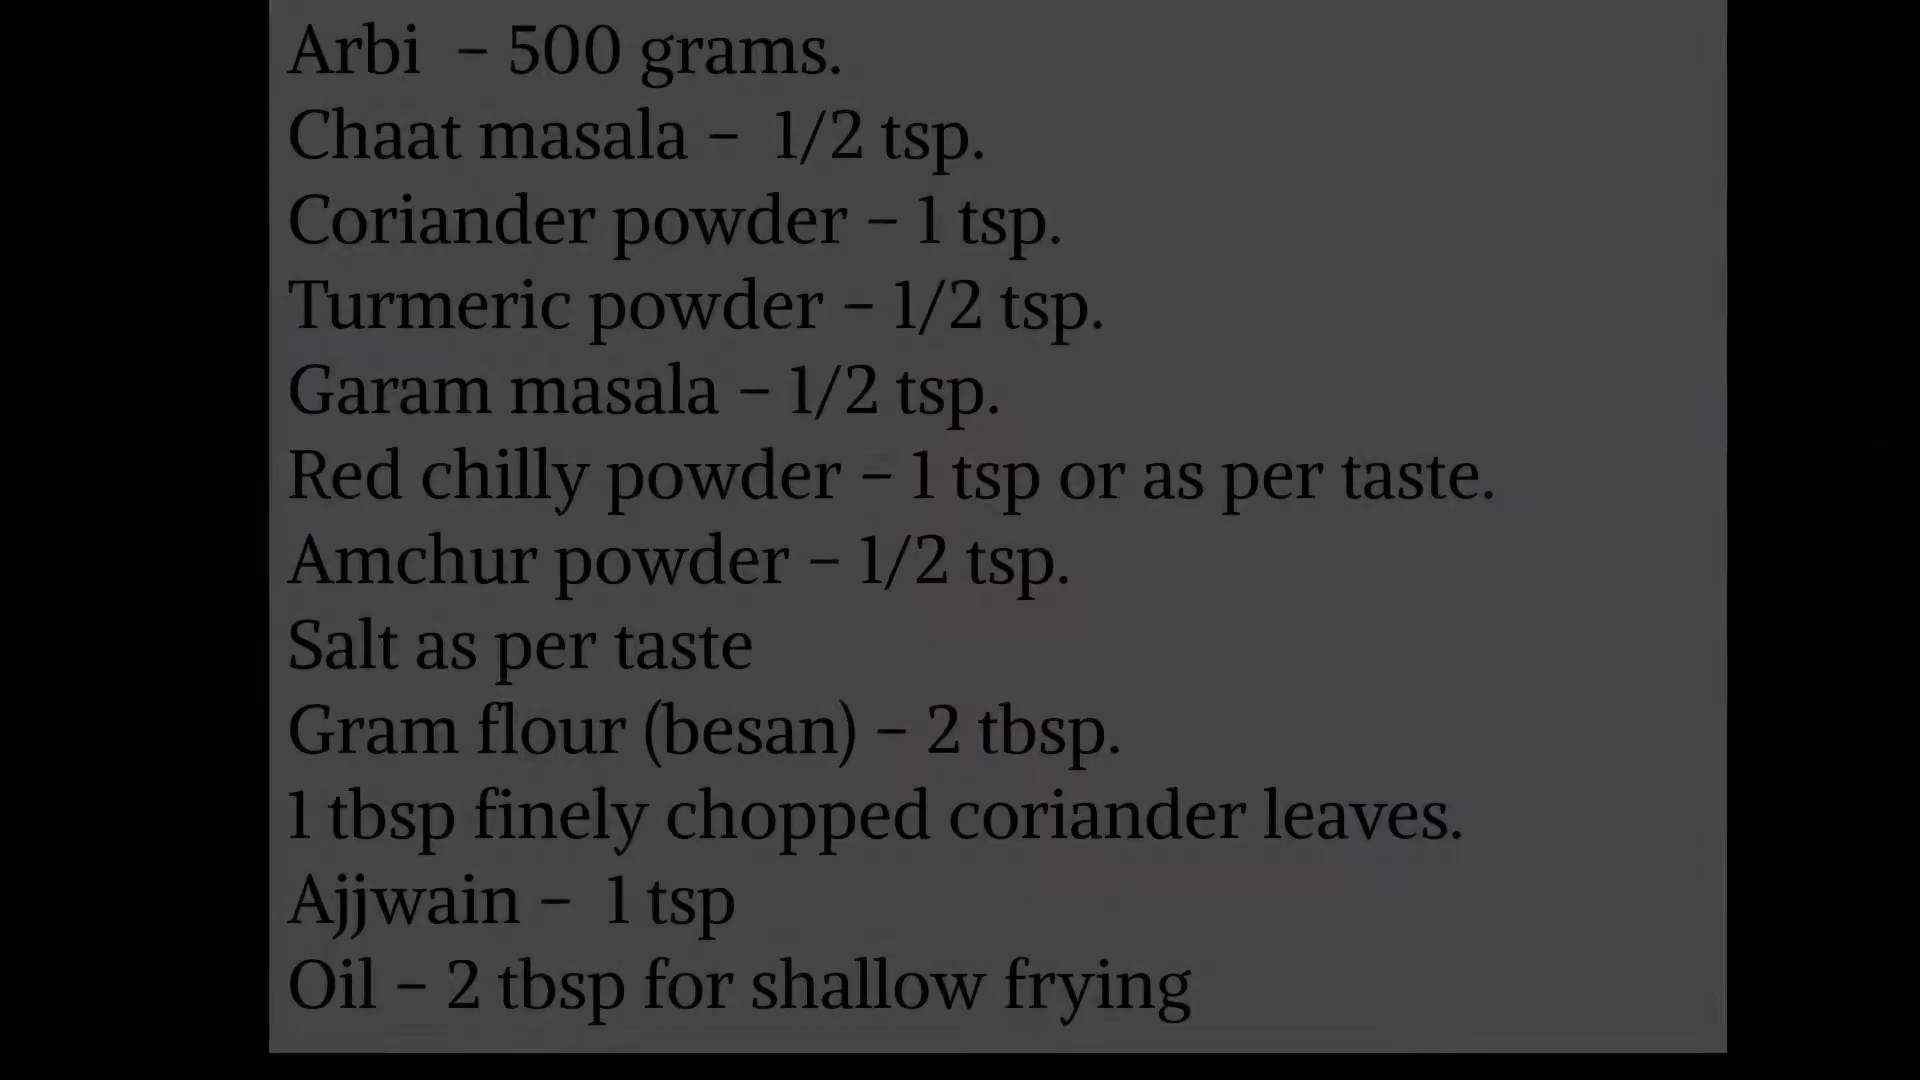 Arbi – 500 grams.
Chaat masala – 1/2 tsp.
Coriander powder – 1 tsp.
Turmeric powder – 1/2 tsp.
Garam masala – 1/2 tsp.
Red chilly powder – 1 tsp or as per taste.
Amchur powder – 1/2 tsp.
Salt as per taste
Gram flour (besan) – 2 tbsp.
1 tbsp finely chopped coriander leaves.
Ajjwain – 1 tsp
Oil – 2 tbsp for shallow frying